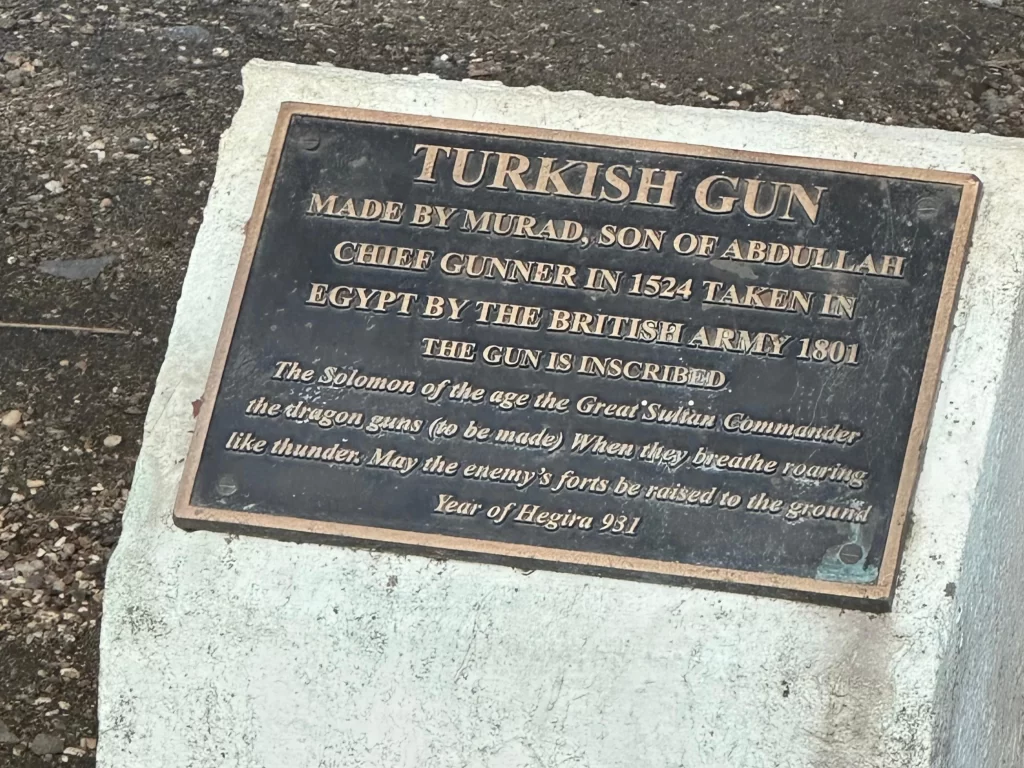 TURKISH GUN
MADE BY MURAD, SON OF ABDULLAH
CHIEF GUNNER IN 1524 TAKEN IN
EGYPT BY THE BRITISH ARMY 1801
THE GUN IS INSCRIBED
The Solomon of the age the Great Sultan Commander
the dragon guns (to be made) When they breathe roaring
like thunder. May the enemy's forts be raised to the ground
Year of Hegira 931